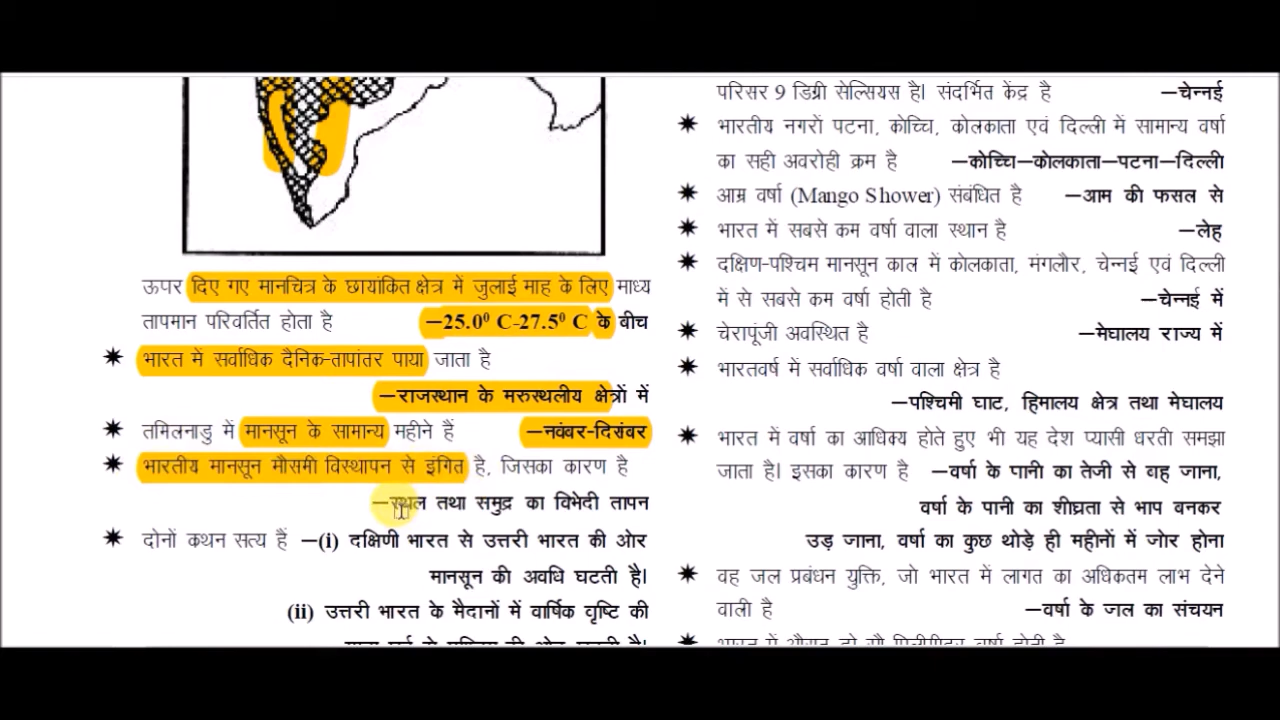 ऊपर दिए गए मानचित्र के छायांकित क्षेत्र में जुलाई माह के लिए माध्य
तापमान परिवर्तित होता है –25.0⁰ C-27.5⁰ C के बीच
✷ भारत में सर्वाधिक दैनिक-तापांतर पाया जाता है
–राजस्थान के मरुस्थलीय क्षेत्रों में
✷ तमिलनाडु में मानसून के सामान्य महीने हैं –नवंबर-दिसंबर
✷ भारतीय मानसून मौसमी विस्थापन से इंगित है, जिसका कारण है
–स्थल तथा समुद्र का विभेदी तापन
✷ दोनों कथन सत्य हैं –(i) दक्षिणी भारत से उत्तरी भारत की ओर
मानसून की अवधि घटती है।
(ii) उत्तरी भारत के मैदानों में वार्षिक वृष्टि की
परिसर 9 डिग्री सेल्सियस है। संदर्भित केंद्र है –चेन्नई
✷ भारतीय नगरों पटना, कोच्चि, कोलकाता एवं दिल्ली में सामान्य वर्षा
का सही अवरोही क्रम है –कोच्चि–कोलकाता–पटना–दिल्ली
✷ आम्र वर्षा (Mango Shower) संबंधित है –आम की फसल से
✷ भारत में सबसे कम वर्षा वाला स्थान है –लेह
✷ दक्षिण-पश्चिम मानसून काल में कोलकाता, मंगलौर, चेन्नई एवं दिल्ली
में से सबसे कम वर्षा होती है –चेन्नई में
✷ चेरापूंजी अवस्थित है –मेघालय राज्य में
✷ भारतवर्ष में सर्वाधिक वर्षा वाला क्षेत्र है
–पश्चिमी घाट, हिमालय क्षेत्र तथा मेघालय
✷ भारत में वर्षा का आधिक्य होते हुए भी यह देश प्यासी धरती समझा
जाता है। इसका कारण है –वर्षा के पानी का तेजी से बह जाना,
वर्षा के पानी का शीघ्रता से भाप बनकर
उड़ जाना, वर्षा का कुछ थोड़े ही महीनों में जोर होना
✷ वह जल प्रबंधन युक्ति, जो भारत में लागत का अधिकतम लाभ देने
वाली है –वर्षा के जल का संचयन